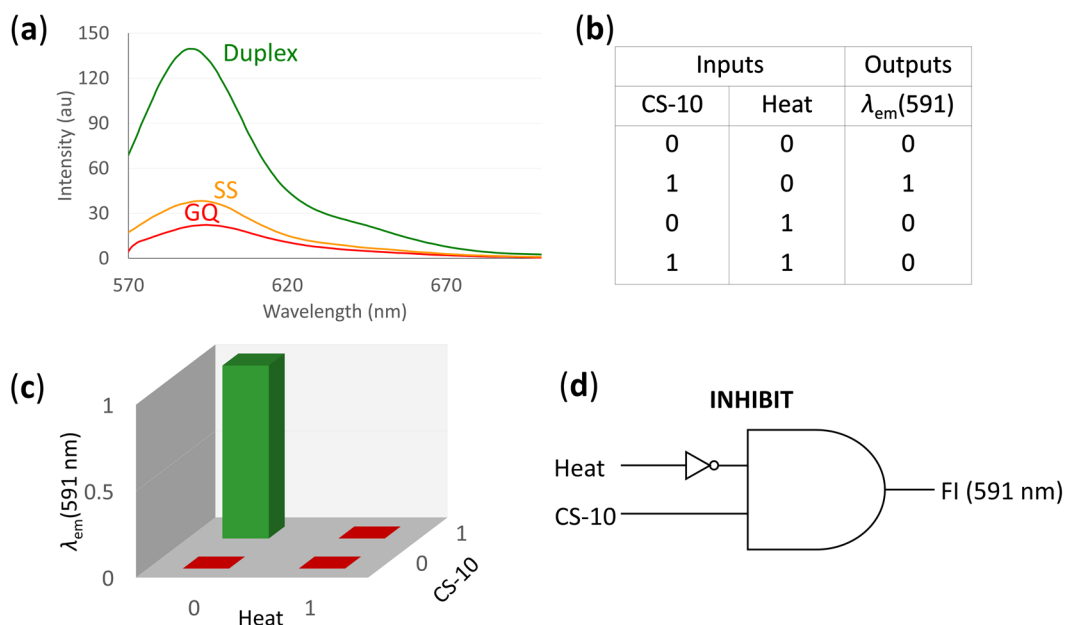 (a)
150
120
90
60
30
0
Intensity (au)
Duplex
SS
GQ
570 620 670
Wavelength (nm)
(b)
Inputs Outputs
CS-10 Heat λem(591)
0 0 0
1 0 1
0 1 0
1 1 0
(c)
1
0.5
0
λem(591 nm)
0 1
Heat
0
1
CS-10
(d)
INHIBIT
Heat
CS-10
FI (591 nm)